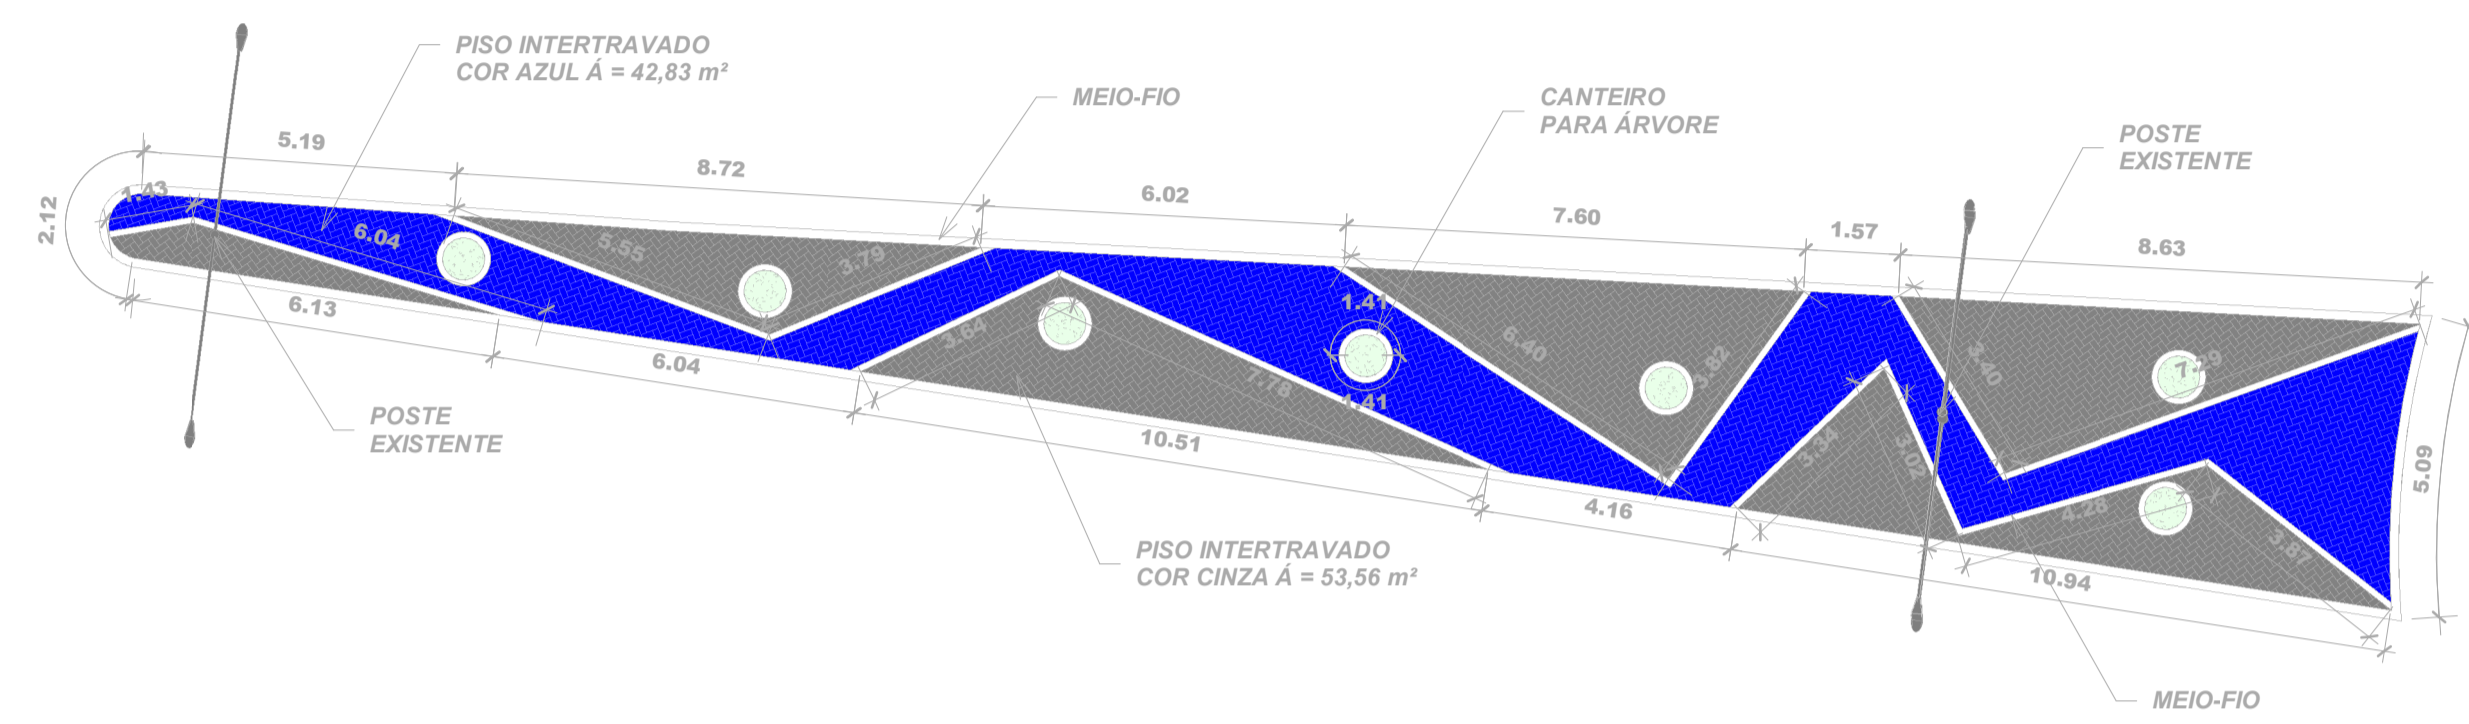 PISO INTERTRAVADO
COR AZUL Á = 42,83 m²
MEIO-FIO
CANTEIRO
PARA ÁRVORE
POSTE
EXISTENTE
5.19
8.72
6.02
7.60
1.57
8.63
2.12
1.43
6.04
5.55
3.79
1.41
1.41
6.40
3.82
3.40
7.29
3.64
7.78
3.34
3.02
4.28
3.87
5.09
6.13
6.04
10.51
4.16
10.94
POSTE
EXISTENTE
PISO INTERTRAVADO
COR CINZA Á = 53,56 m²
MEIO-FIO